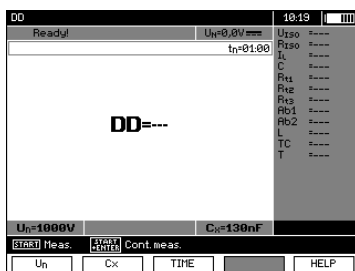 DD 10:19
Ready! UN=0,0V
tn=01:00
DD=---
UISO =----
RISO =----
IL =----
C =----
Rt1 =----
Rt2 =----
Rt3 =----
Ab1 =----
Ab2 =----
L =----
TC =----
T =----
Un=1000V CX=130nF
START Meas. START +ENTER Cont. meas.
Un Cx TIME HELP